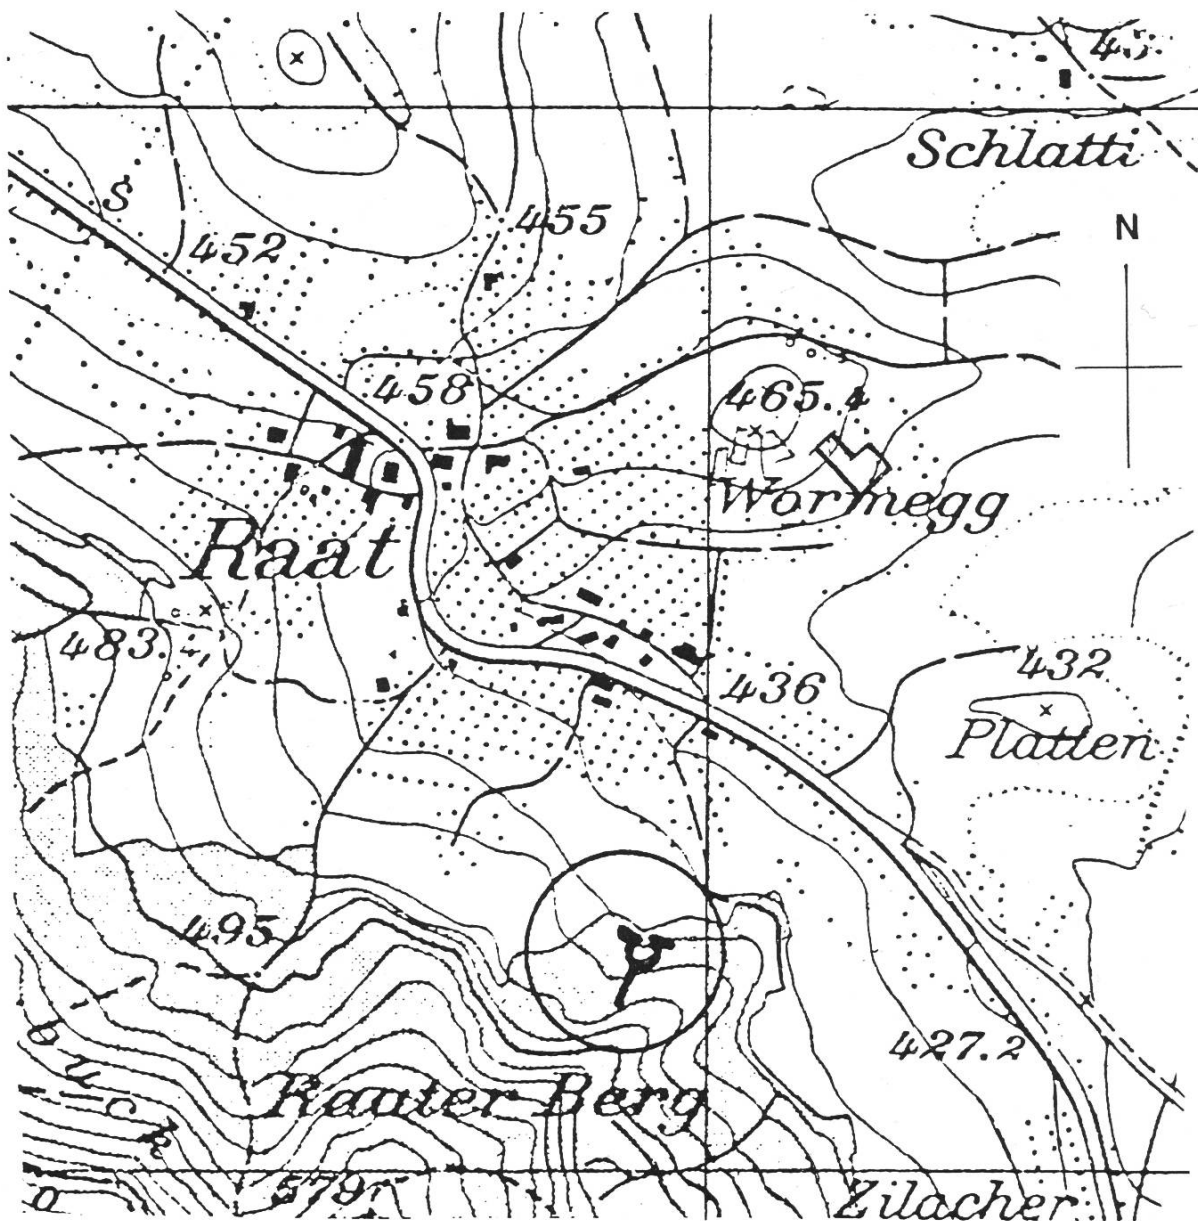 Schlatti
S
455
452
N
458
465.4
Wormegg
Raat
483.4
432
436
Platten
495
427.2
Raater Berg
579
Zilacher